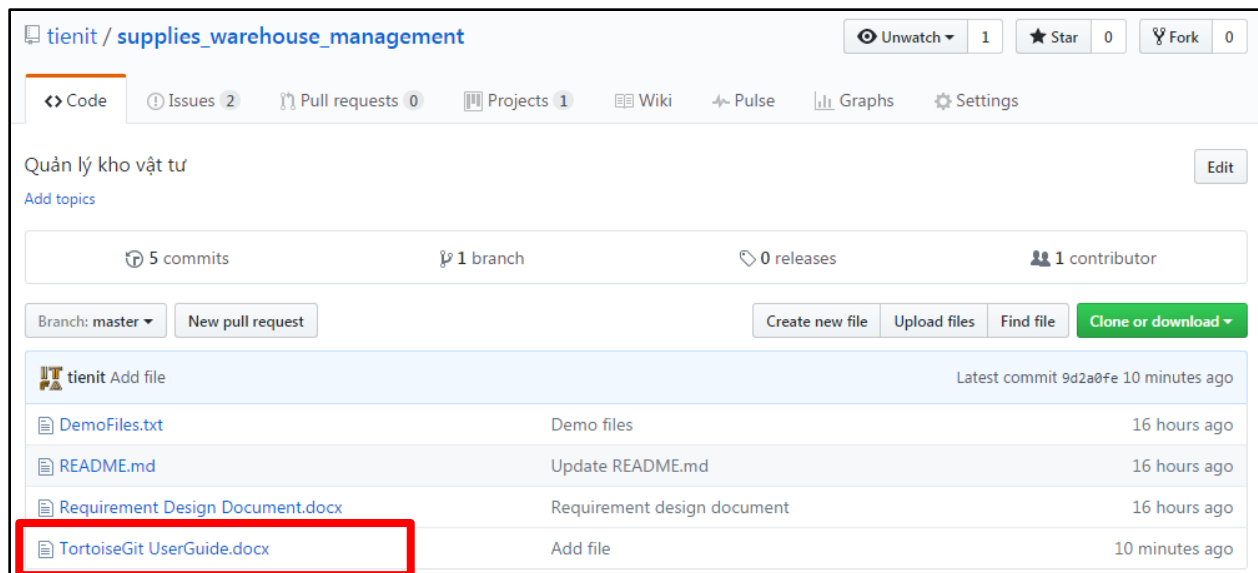 tienit / supplies_warehouse_management Unwatch 1 Star 0 Fork 0
Code Issues 2 Pull requests 0 Projects 1 Wiki Pulse Graphs Settings
Quản lý kho vật tư Edit
Add topics
5 commits 1 branch 0 releases 1 contributor
Branch: master New pull request Create new file Upload files Find file Clone or download
tienit Add file Latest commit 9d2a0fe 10 minutes ago
DemoFiles.txt Demo files 16 hours ago
README.md Update README.md 16 hours ago
Requirement Design Document.docx Requirement design document 16 hours ago
TortoiseGit UserGuide.docx Add file 10 minutes ago